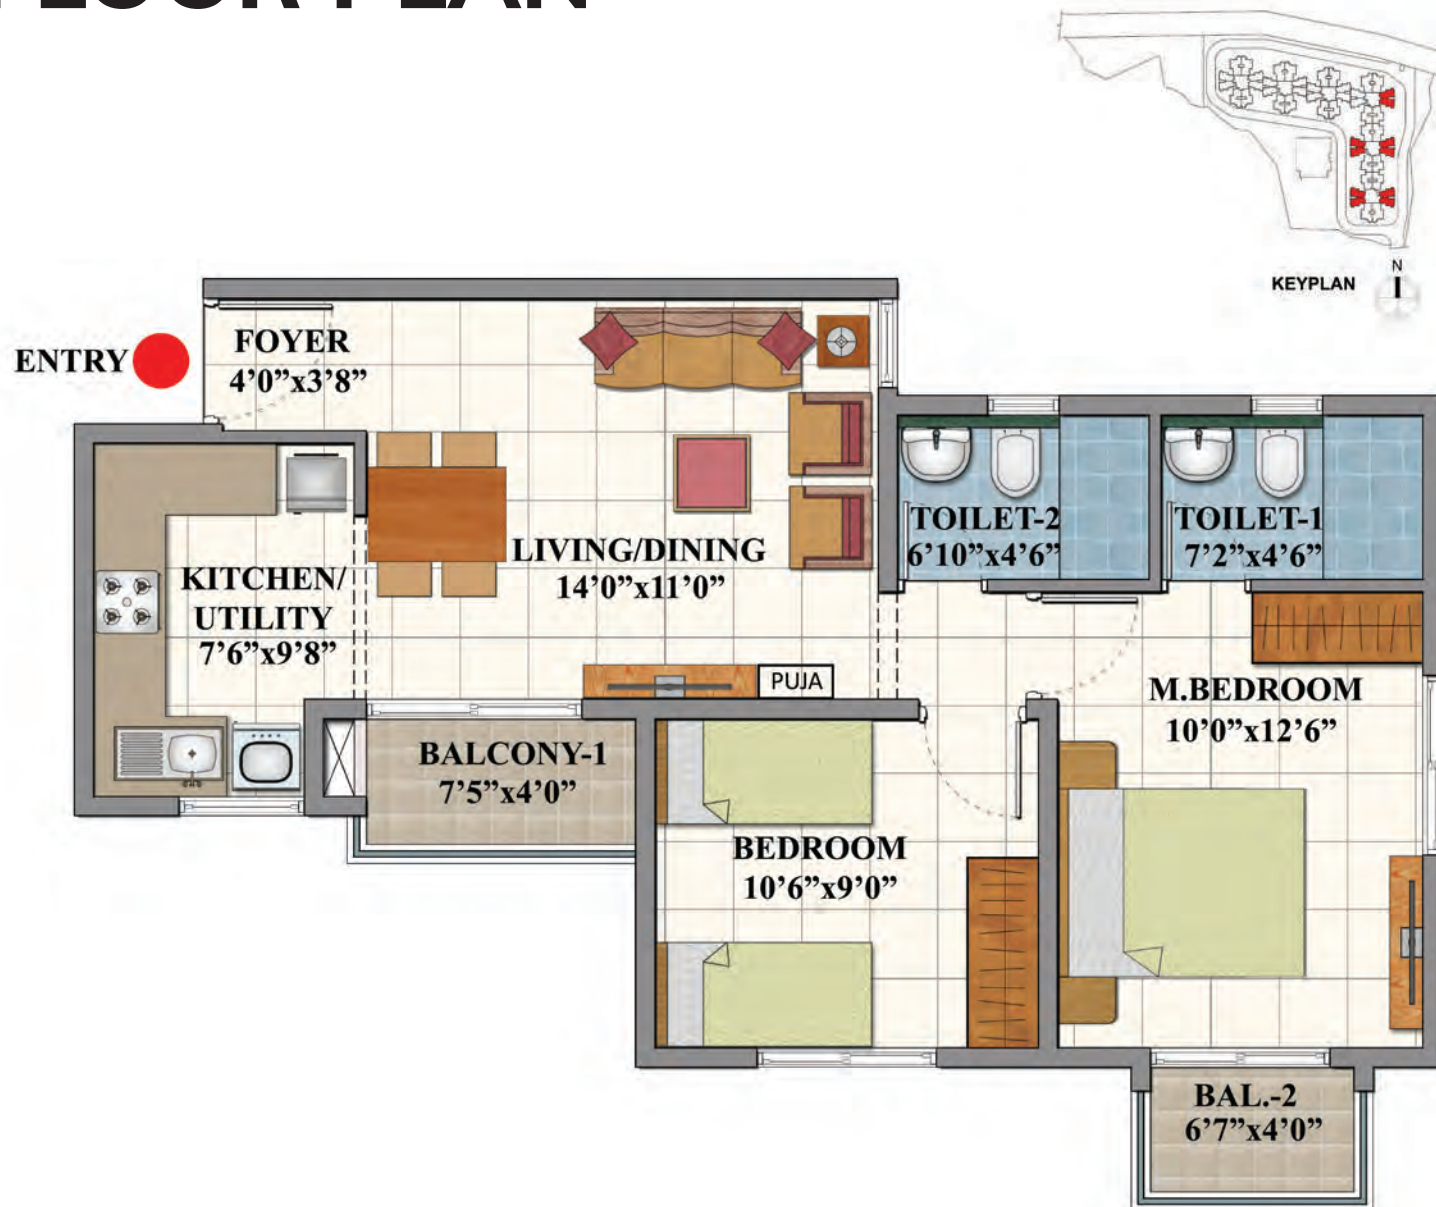 FLOOR PLAN
N
KEYPLAN
ENTRY
FOYER
4’0”x3’8”
LIVING/DINING
14’0”x11’0”
KITCHEN/
UTILITY
7’6”x9’8”
PUJA
TOILET-2
6’10”x4’6”
TOILET-1
7’2”x4’6”
M.BEDROOM
10’0”x12’6”
BALCONY-1
7’5”x4’0”
BEDROOM
10’6”x9’0”
BAL.-2
6’7”x4’0”